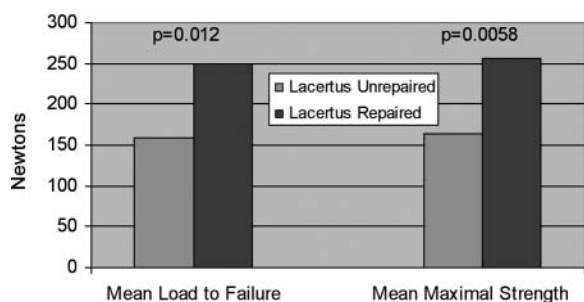 300
250
200
150
100
50
0
Newtons
p=0.012
p=0.0058
Lacertus Unrepaired
Lacertus Repaired
Mean Load to Failure
Mean Maximal Strength